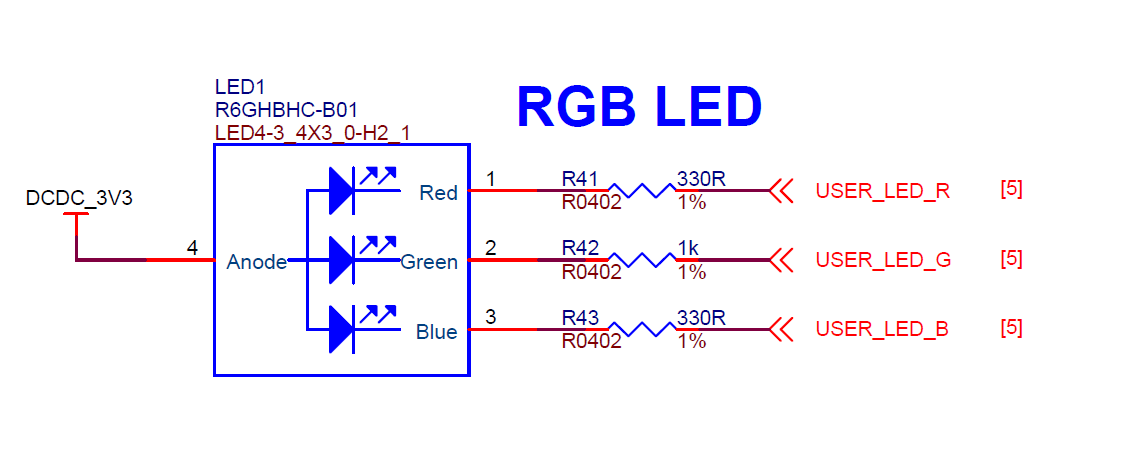 LED1
R6GHBHC-B01
LED4-3_4X3_0-H2_1
RGB LED
DCDC_3V3
4
Anode
Red
Green
Blue
1
R41
330R
R0402
1%
USER_LED_R
[5]
2
R42
1k
R0402
1%
USER_LED_G
[5]
3
R43
330R
R0402
1%
USER_LED_B
[5]